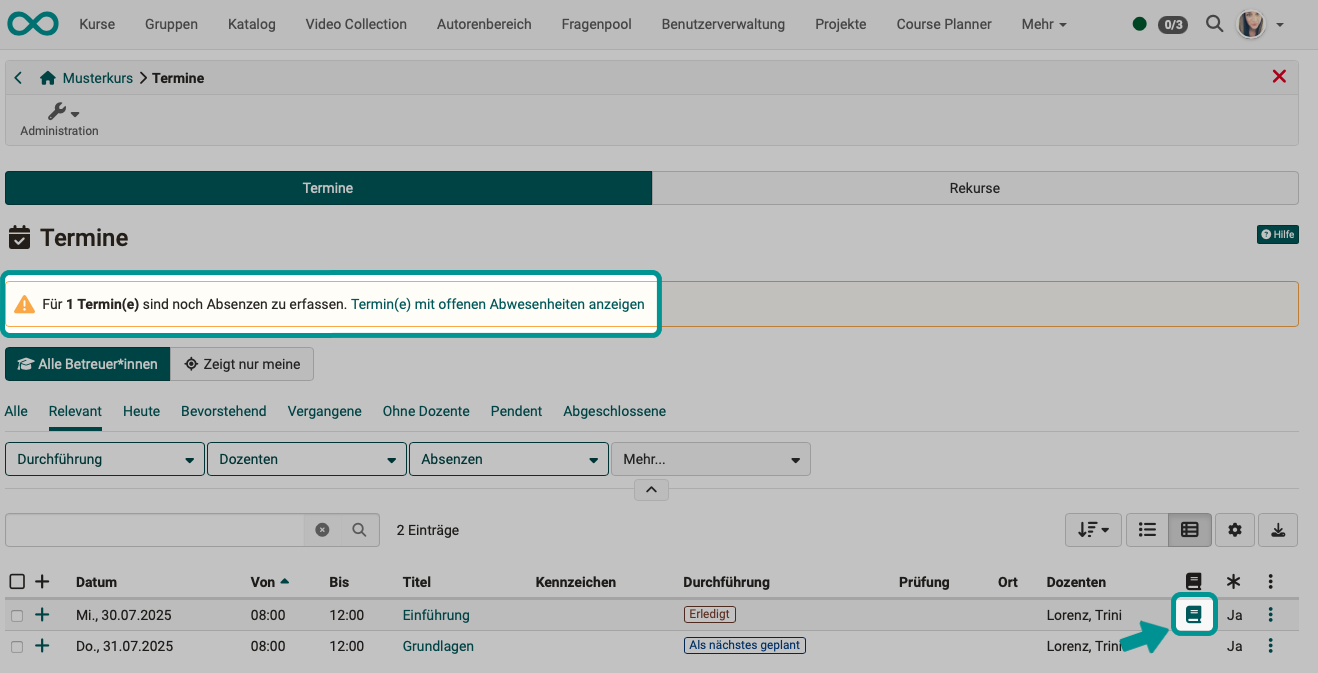 Kurse Gruppen Katalog Video Collection Autorenbereich Fragenpool Benutzerverwaltung Projekte Course Planner Mehr 0/3
Musterkurs Termine
Administration
Termine Rekurse
Termine Hilfe
Für 1 Termin(e) sind noch Absenzen zu erfassen. Termin(e) mit offenen Abwesenheiten anzeigen
Alle Betreuer*innen Zeigt nur meine
Alle Relevant Heute Bevorstehend Vergangene Ohne Dozente Pendent Abgeschlossene
Durchführung Dozenten Absenzen Mehr...
2 Einträge
Datum Von Bis Titel Kennzeichen Durchführung Prüfung Ort Dozenten
Mi., 30.07.2025 08:00 12:00 Einführung Erledigt Lorenz, Trini Ja
Do., 31.07.2025 08:00 12:00 Grundlagen Als nächstes geplant Lorenz, Trini Ja